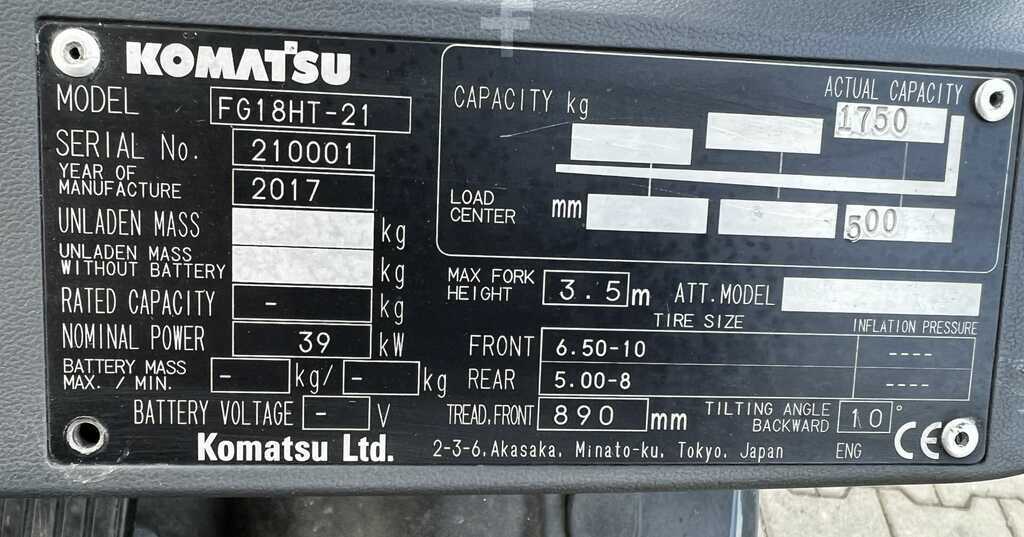 KOMATSU
MODEL FG18HT-21
SERIAL No. 210001
YEAR OF MANUFACTURE 2017
UNLADEN MASS kg
UNLADEN MASS WITHOUT BATTERY kg
RATED CAPACITY - kg
NOMINAL POWER 39 kW
BATTERY MASS MAX. / MIN. - kg/ - kg
BATTERY VOLTAGE - V
CAPACITY kg
ACTUAL CAPACITY
1750
LOAD CENTER mm 500
MAX FORK HEIGHT 3.5 m ATT. MODEL
TIRE SIZE INFLATION PRESSURE
FRONT 6.50-10 ----
REAR 5.00-8 ----
TREAD, FRONT 890 mm TILTING ANGLE BACKWARD 10°
Komatsu Ltd. 2-3-6, Akasaka, Minato-ku, Tokyo, Japan ENG CE